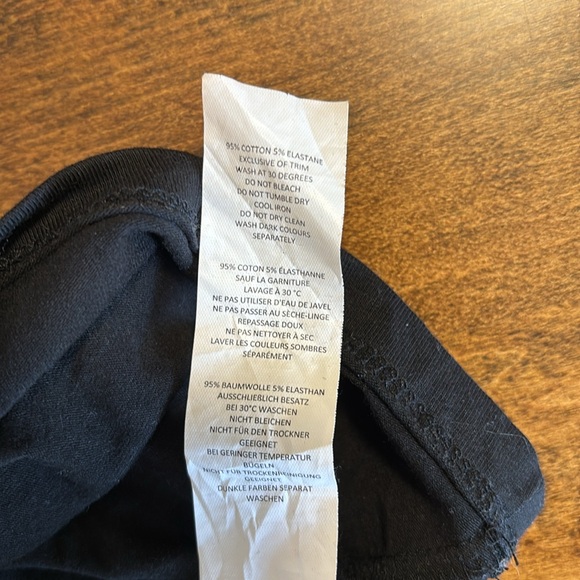 95% COTTON 5% ELASTANE
EXCLUSIVE OF TRIM
WASH AT 30 DEGREES
DO NOT BLEACH
DO NOT TUMBLE DRY
COOL IRON
DO NOT DRY CLEAN
WASH DARK COLOURS
SEPARATELY
95% COTON 5% ÉLASTHANNE
SAUF LA GARNITURE
LAVAGE À 30 °C
NE PAS UTILISER D'EAU DE JAVEL
NE PAS PASSER AU SÈCHE-LINGE
REPASSAGE DOUX
NE PAS NETTOYER À SEC
LAVER LES COULEURS SOMBRES
SÉPARÉMENT
95% BAUMWOLLE 5% ELASTHAN
AUSSCHLIEßLICH BESATZ
BEI 30°C WASCHEN
NICHT BLEICHEN
NICHT FÜR DEN TROCKNER
GEEIGNET
BEI GERINGER TEMPERATUR
BÜGELN
NICHT FÜR TROCKENREINIGUNG
GEEIGNET
DUNKLE FARBEN SEPARAT
WASCHEN